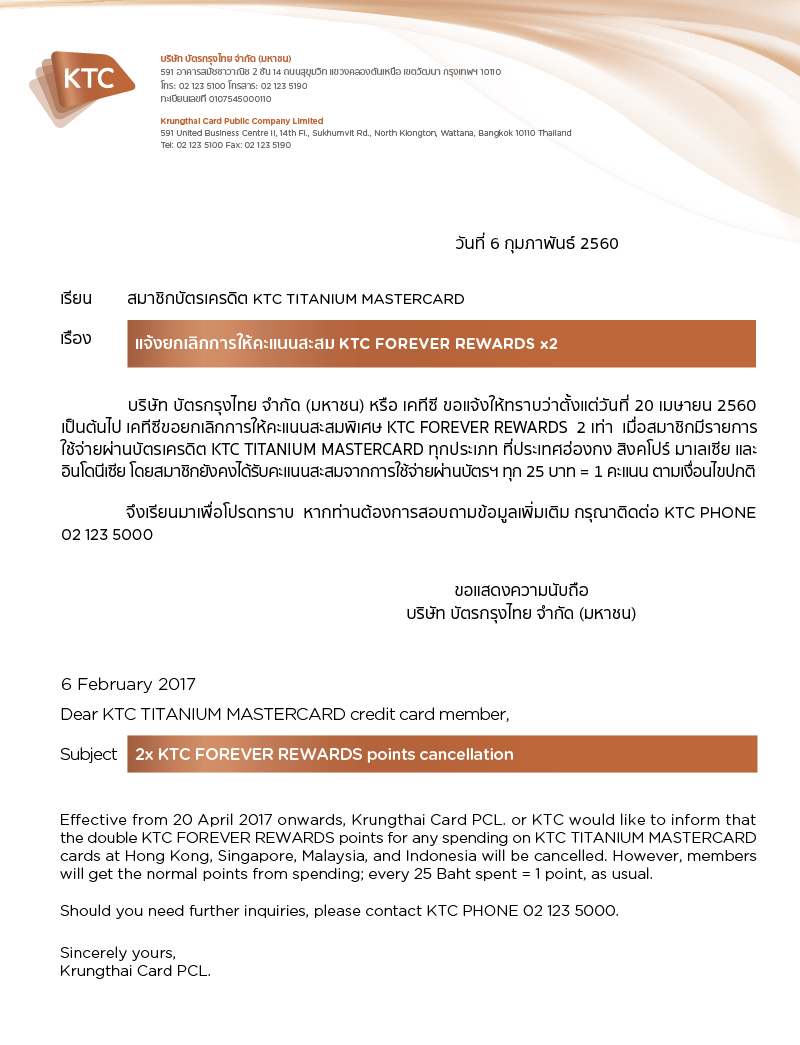 KTC
บริษัท บัตรกรุงไทย จำกัด (มหาชน)
591 อาคารสมัชชาวาณิช 2 ชั้น 14 ถนนสุขุมวิท แขวงคลองตันเหนือ เขตวัฒนา กรุงเทพฯ 10110
โทร: 02 123 5100 โทรสาร: 02 123 5190
ทะเบียนเลขที่ 0107545000110
Krungthai Card Public Company Limited
591 United Business Centre II, 14th Fl., Sukhumvit Rd., North Klongton, Wattana, Bangkok 10110 Thailand
Tel: 02 123 5100 Fax: 02 123 5190
วันที่ 6 กุมภาพันธ์ 2560
เรียน สมาชิกบัตรเครดิต KTC TITANIUM MASTERCARD
เรื่อง แจ้งยกเลิกการให้คะแนนสะสม KTC FOREVER REWARDS x2
บริษัท บัตรกรุงไทย จำกัด (มหาชน) หรือ เคทีซี ขอแจ้งให้ทราบว่าตั้งแต่วันที่ 20 เมษายน 2560
เป็นต้นไป เคทีซีขอยกเลิกการให้คะแนนสะสมพิเศษ KTC FOREVER REWARDS 2 เท่า เมื่อสมาชิกมีรายการ
ใช้จ่ายผ่านบัตรเครดิต KTC TITANIUM MASTERCARD ทุกประเภท ที่ประเทศฮ่องกง สิงคโปร์ มาเลเซีย และ
อินโดนีเซีย โดยสมาชิกยังคงได้รับคะแนนสะสมจากการใช้จ่ายผ่านบัตรฯ ทุก 25 บาท = 1 คะแนน ตามเงื่อนไขปกติ
จึงเรียนมาเพื่อโปรดทราบ หากท่านต้องการสอบถามข้อมูลเพิ่มเติม กรุณาติดต่อ KTC PHONE
02 123 5000
ขอแสดงความนับถือ
บริษัท บัตรกรุงไทย จำกัด (มหาชน)
6 February 2017
Dear KTC TITANIUM MASTERCARD credit card member,
Subject 2x KTC FOREVER REWARDS points cancellation
Effective from 20 April 2017 onwards, Krungthai Card PCL. or KTC would like to inform that
the double KTC FOREVER REWARDS points for any spending on KTC TITANIUM MASTERCARD
cards at Hong Kong, Singapore, Malaysia, and Indonesia will be cancelled. However, members
will get the normal points from spending; every 25 Baht spent = 1 point, as usual.
Should you need further inquiries, please contact KTC PHONE 02 123 5000.
Sincerely yours,
Krungthai Card PCL.